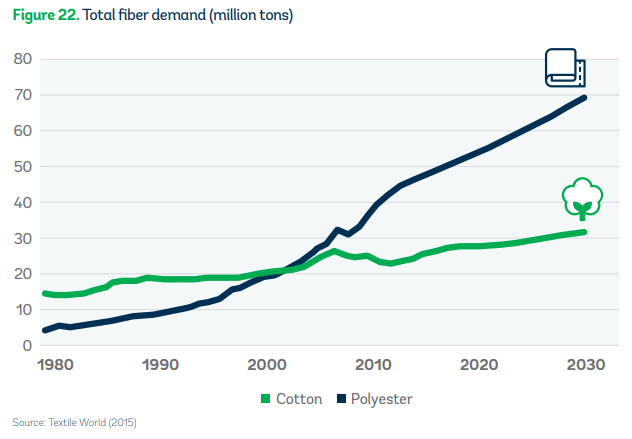 Figure 22. Total fiber demand (million tons)
80
70
60
50
40
30
20
10
0
1980 1990 2000 2010 2020 2030
Cotton Polyester
Source: Textile World (2015)